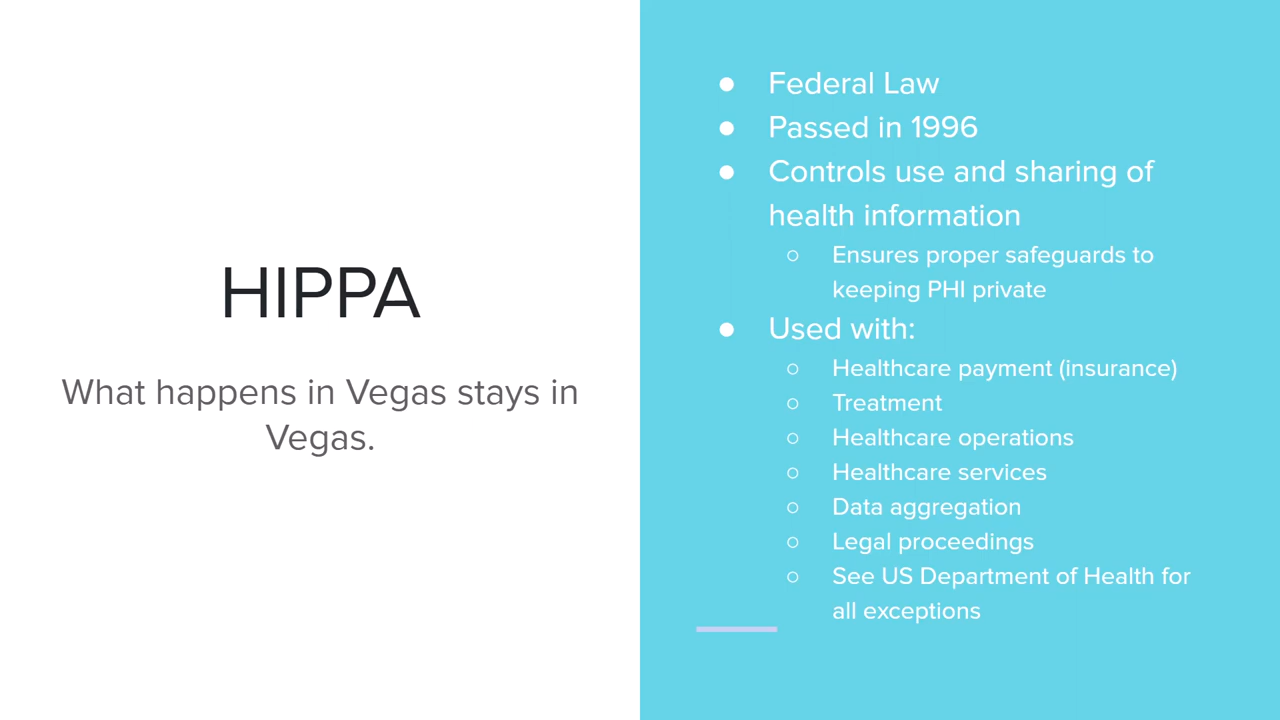 HIPPA
What happens in Vegas stays in
Vegas.
● Federal Law
● Passed in 1996
● Controls use and sharing of
health information
○ Ensures proper safeguards to
keeping PHI private
● Used with:
○ Healthcare payment (insurance)
○ Treatment
○ Healthcare operations
○ Healthcare services
○ Data aggregation
○ Legal proceedings
○ See US Department of Health for
all exceptions